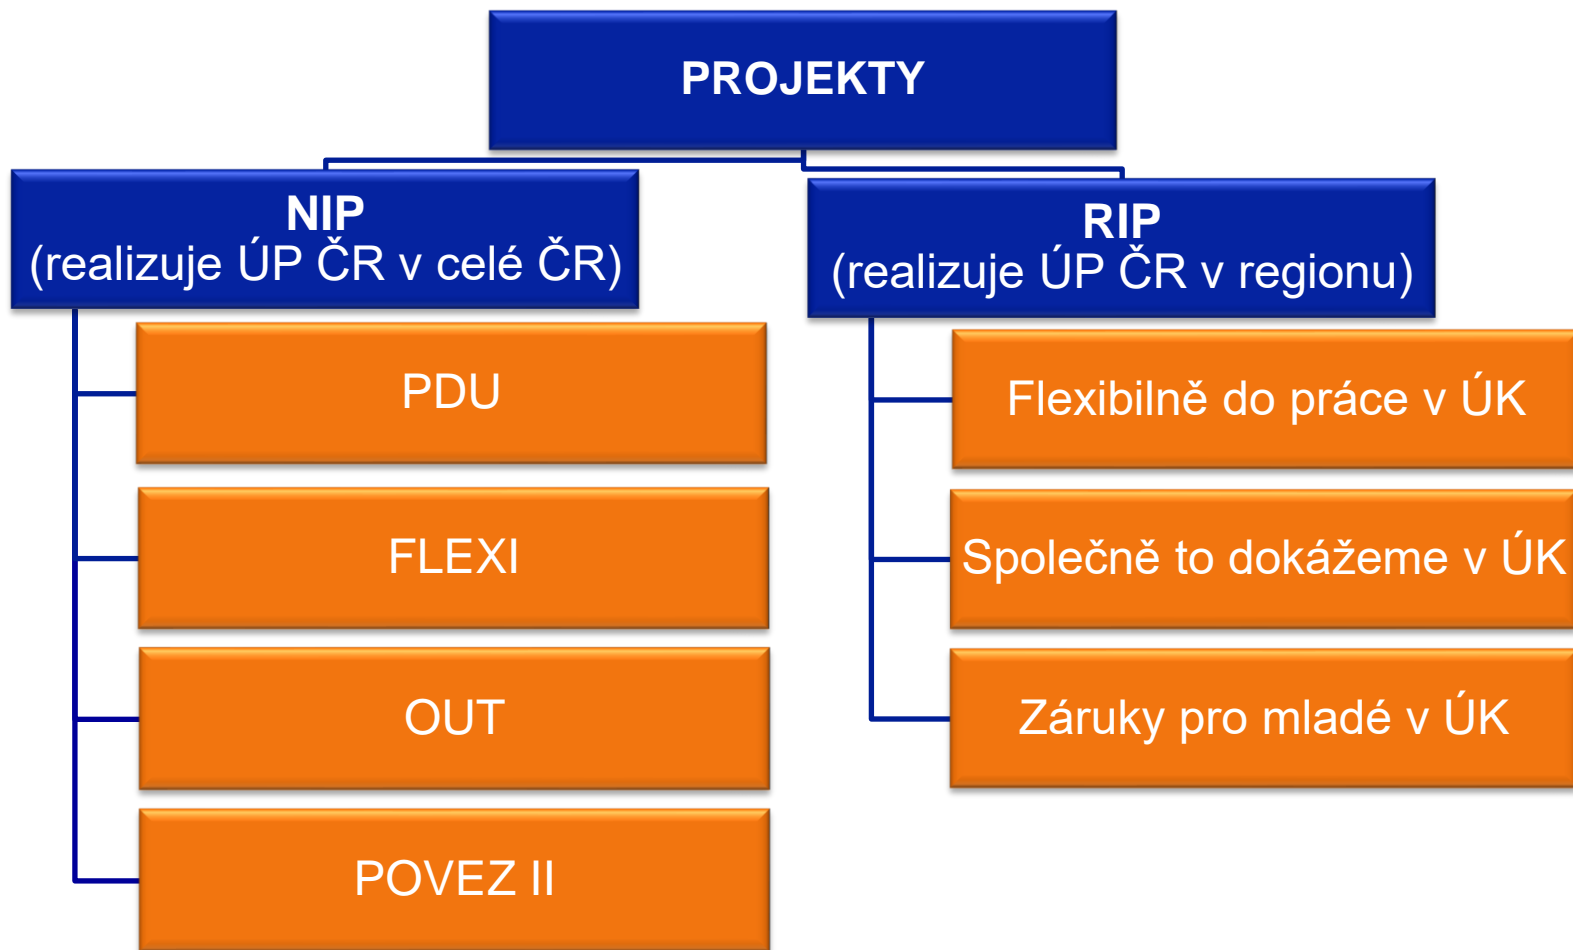 PROJEKTY
NIP
(realizuje ÚP ČR v celé ČR)
PDU
FLEXI
OUT
POVEZ II
RIP
(realizuje ÚP ČR v regionu)
Flexibilně do práce v ÚK
Společně to dokážeme v ÚK
Záruky pro mladé v ÚK